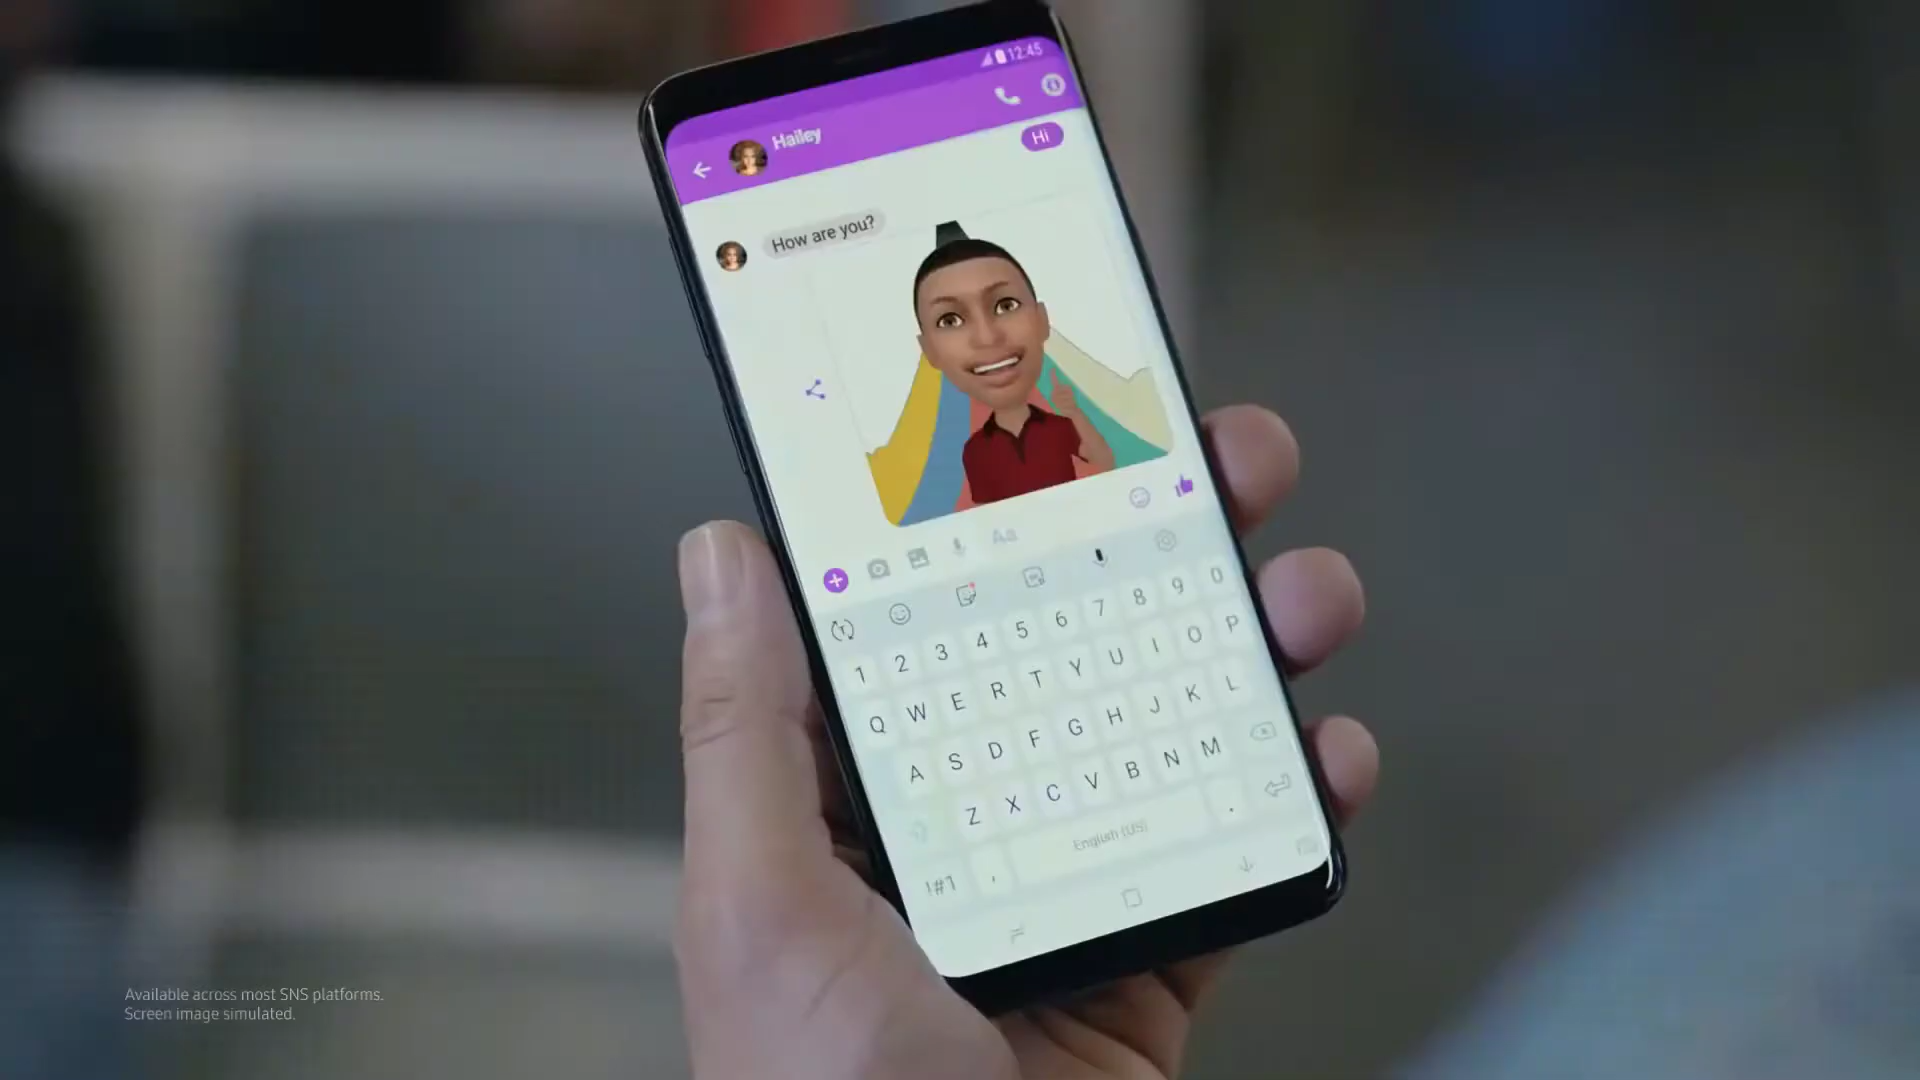 12:45
Hailey
Hi
How are you?
Aa
1 2 3 4 5 6 7 8 9 0
Q W E R T Y U I O P
A S D F G H J K L
Z X C V B N M
!#1 , English (US) .
Available across most SNS platforms.
Screen image simulated.